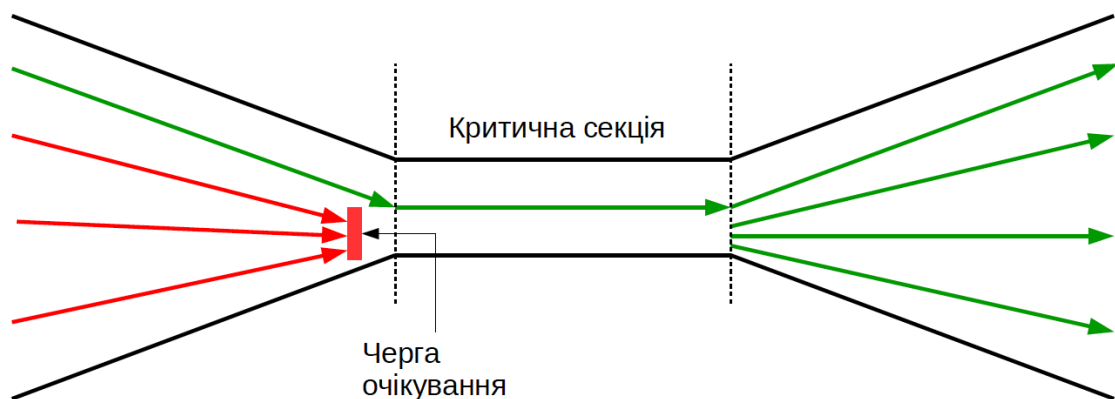 Критична секція
Черга
очікування